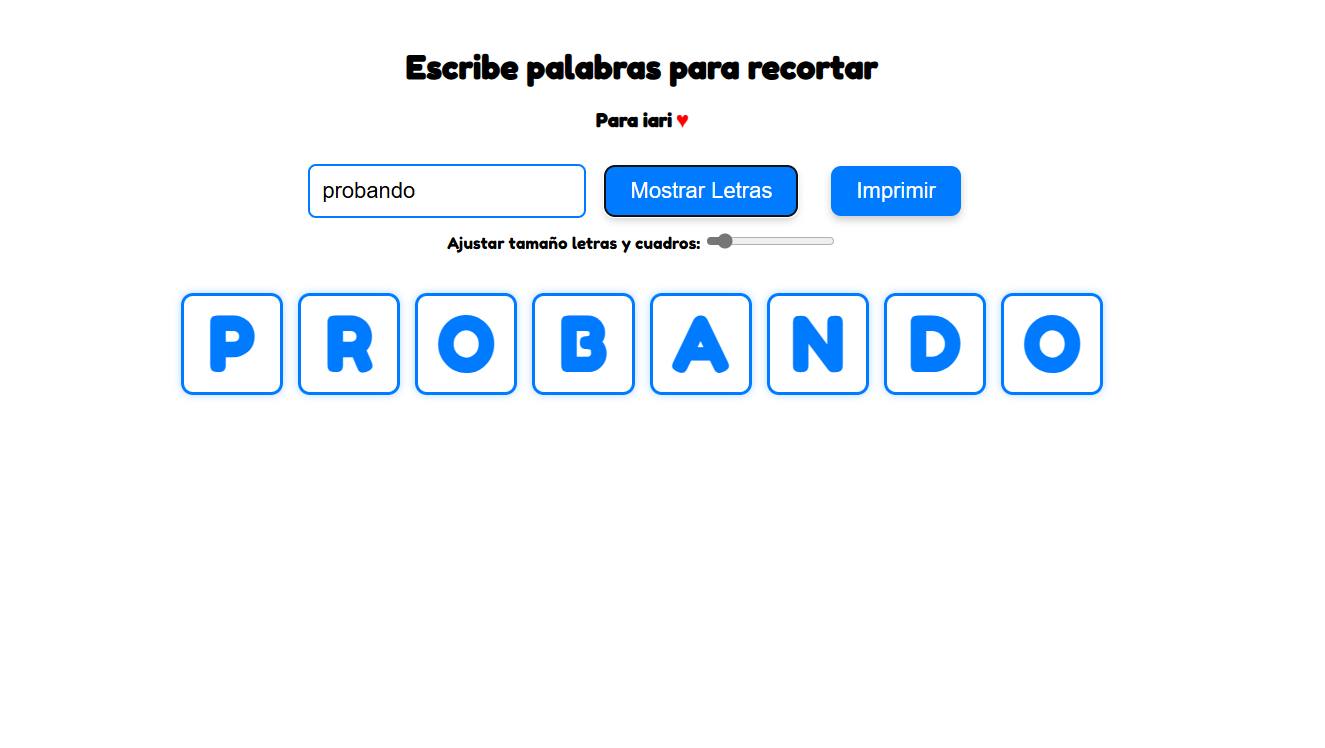 Escribe palabras para recortar
Para iari ♥
probando Mostrar Letras Imprimir
Ajustar tamaño letras y cuadros:
P R O B A N D O